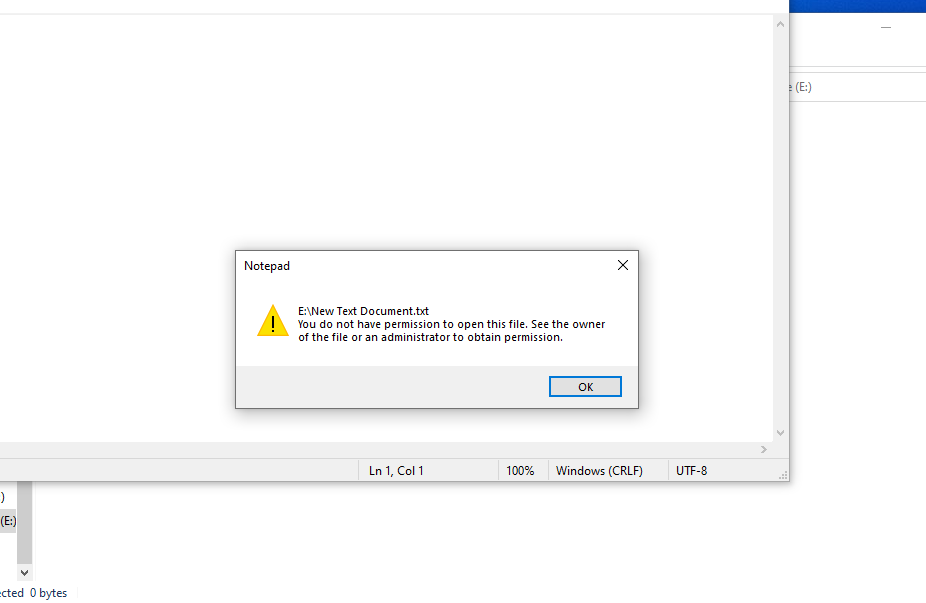 e (E:)
Notepad
E:\New Text Document.txt
You do not have permission to open this file. See the owner
of the file or an administrator to obtain permission.
OK
Ln 1, Col 1
100%
Windows (CRLF)
UTF-8
)
(E:)
ected 0 bytes